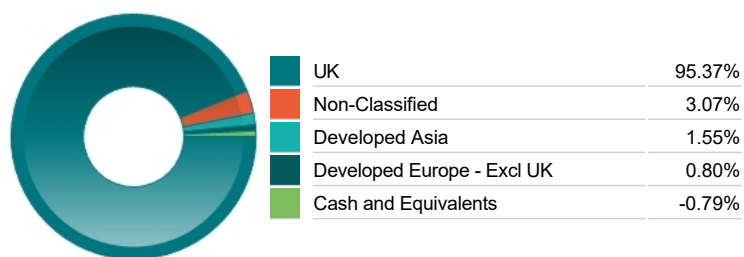 UK 95.37%
Non-Classified 3.07%
Developed Asia 1.55%
Developed Europe - Excl UK 0.80%
Cash and Equivalents -0.79%